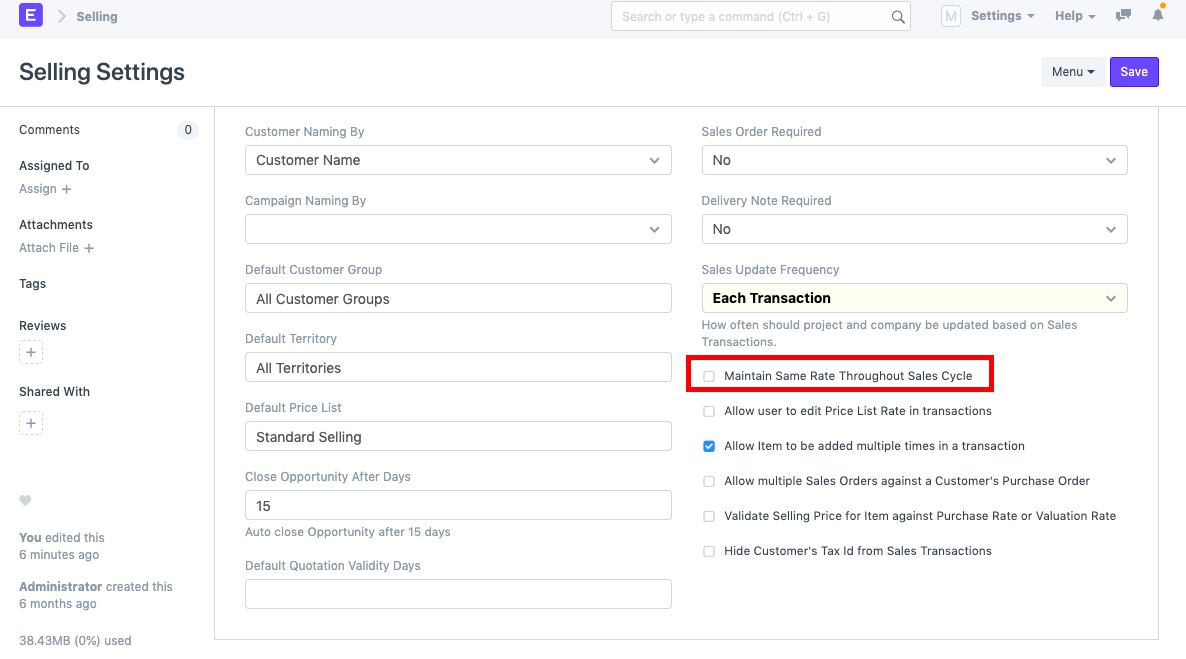 E
Selling
Search or type a command (Ctrl + G)
M
Settings
Help
Selling Settings
Menu
Save
Comments
0
Assigned To
Assign +
Attachments
Attach File +
Tags
Reviews
+
Shared With
+
You edited this
6 minutes ago
Administrator created this
6 months ago
38.43MB (0%) used
Customer Naming By
Customer Name
Campaign Naming By
Default Customer Group
All Customer Groups
Default Territory
All Territories
Default Price List
Standard Selling
Close Opportunity After Days
15
Auto close Opportunity after 15 days
Default Quotation Validity Days
Sales Order Required
No
Delivery Note Required
No
Sales Update Frequency
Each Transaction
How often should project and company be updated based on Sales
Transactions.
Maintain Same Rate Throughout Sales Cycle
Allow user to edit Price List Rate in transactions
Allow Item to be added multiple times in a transaction
Allow multiple Sales Orders against a Customer's Purchase Order
Validate Selling Price for Item against Purchase Rate or Valuation Rate
Hide Customer's Tax Id from Sales Transactions